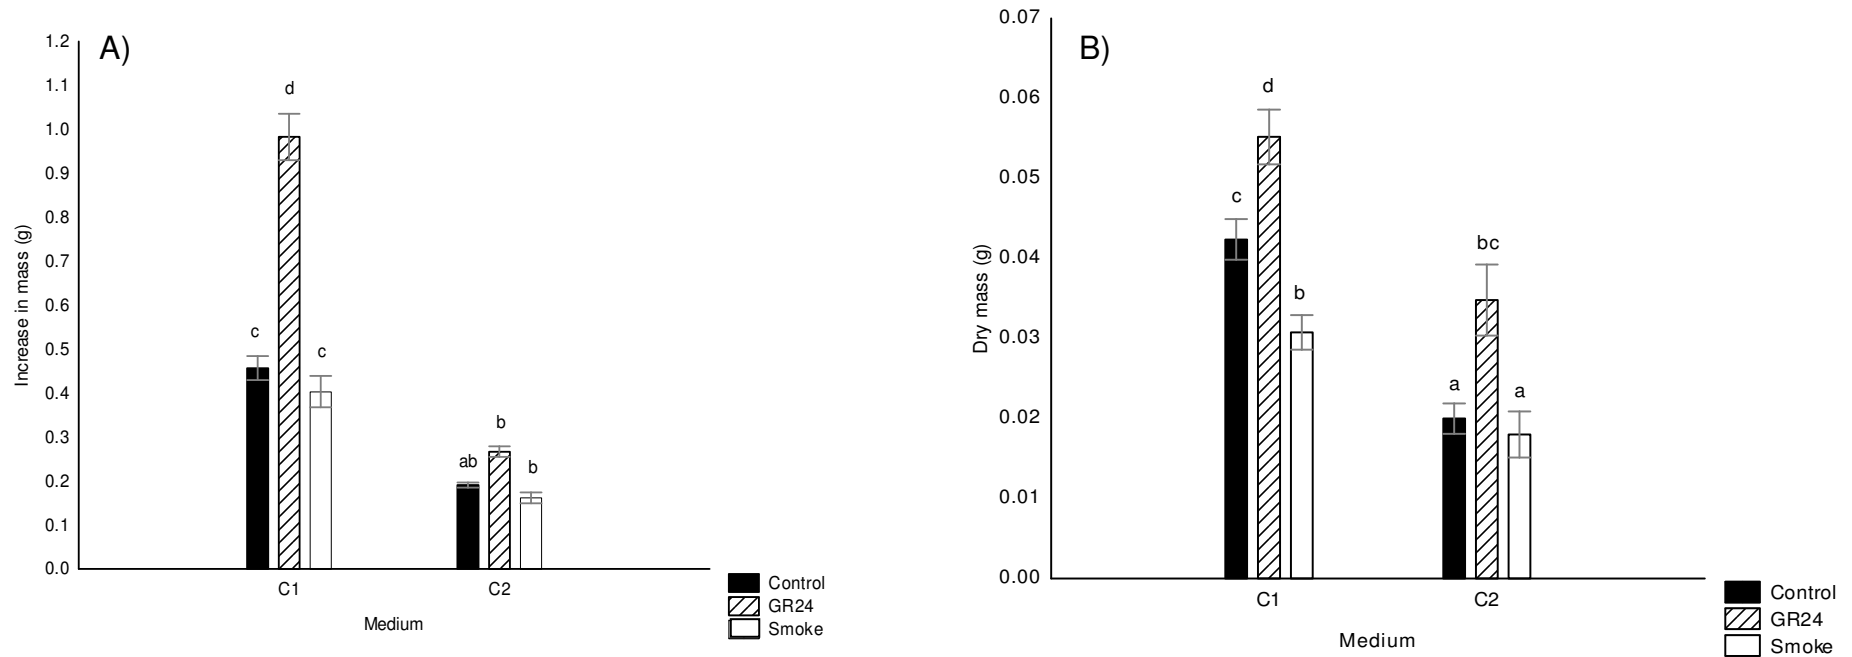 A)
Increase in mass (g)
1.2
1.1
1.0
0.9
0.8
0.7
0.6
0.5
0.4
0.3
0.2
0.1
0.0
c
d
c
ab
b
b
C1
C2
Medium
Control
GR24
Smoke
B)
Dry mass (g)
0.07
0.06
0.05
0.04
0.03
0.02
0.01
0.00
c
d
b
a
bc
a
C1
C2
Medium
Control
GR24
Smoke